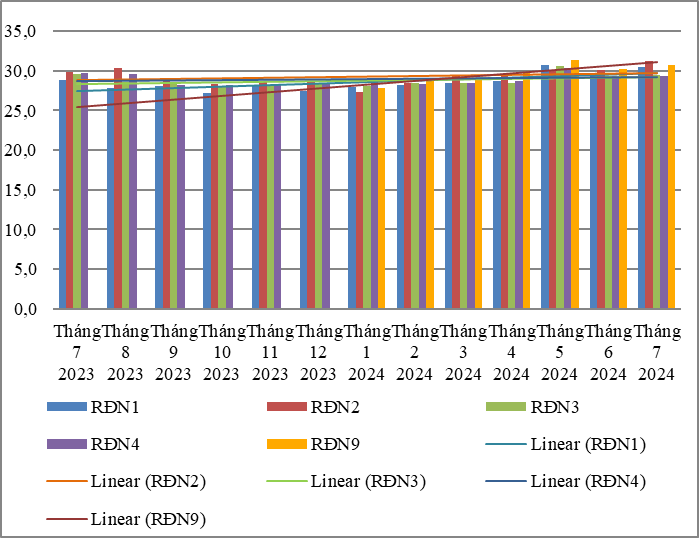 35,0
30,0
25,0
20,0
15,0
10,0
5,0
0,0
Tháng Tháng Tháng Tháng Tháng Tháng Tháng Tháng Tháng Tháng Tháng Tháng Tháng
7 8 9 10 11 12 1 2 3 4 5 6 7
2023 2023 2023 2023 2023 2023 2024 2024 2024 2024 2024 2024 2024
RĐN1 RĐN2 RĐN3
RĐN4 RĐN9 Linear (RĐN1)
Linear (RĐN2) Linear (RĐN3) Linear (RĐN4)
Linear (RĐN9)